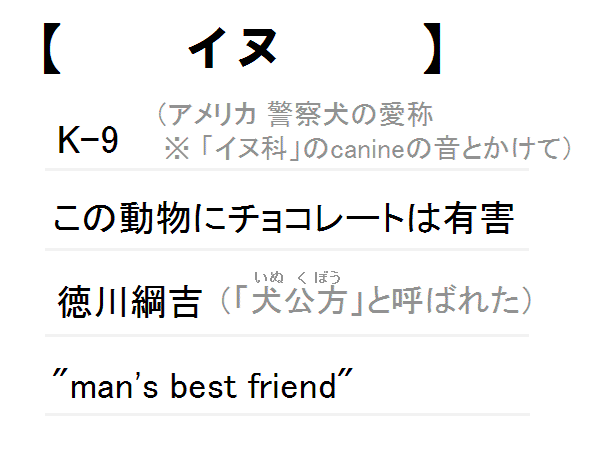 【 イヌ 】
(アメリカ 警察犬の愛称
K-9 ※「イヌ科」のcanineの音とかけて)
この動物にチョコレートは有害
いぬ くぼう
徳川綱吉 (「犬公方」と呼ばれた)
"man's best friend"